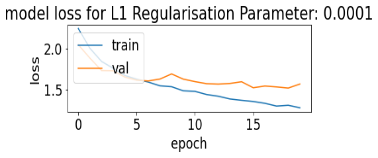 model loss for L1 Regularisation Parameter: 0.0001
2.0
1.5
loss
train
val
0 5 10 15
epoch